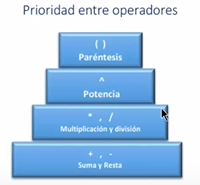 Prioridad entre operadores
( )
Paréntesis
^
Potencia
* , /
Multiplicación y división
+ , -
Suma y Resta